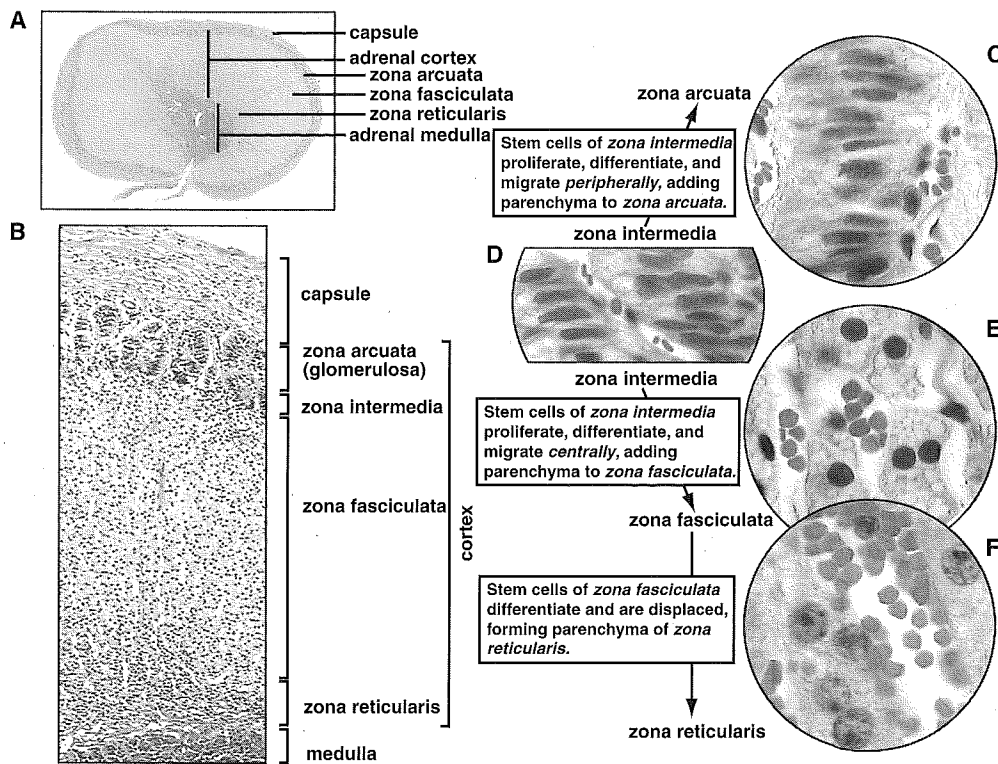 A
capsule
adrenal cortex
zona arcuata
zona fasciculata
zona reticularis
adrenal medulla
B
capsule
zona arcuata
(glomerulosa)
zona intermedia
zona fasciculata
cortex
zona reticularis
medulla
C
zona arcuata
Stem cells of zona intermedia
proliferate, differentiate, and
migrate peripherally, adding
parenchyma to zona arcuata.
zona intermedia
D
zona intermedia
Stem cells of zona intermedia
proliferate, differentiate, and
migrate centrally, adding
parenchyma to zona fasciculata.
E
zona fasciculata
F
Stem cells of zona fasciculata
differentiate and are displaced,
forming parenchyma of zona
reticularis.
zona reticularis